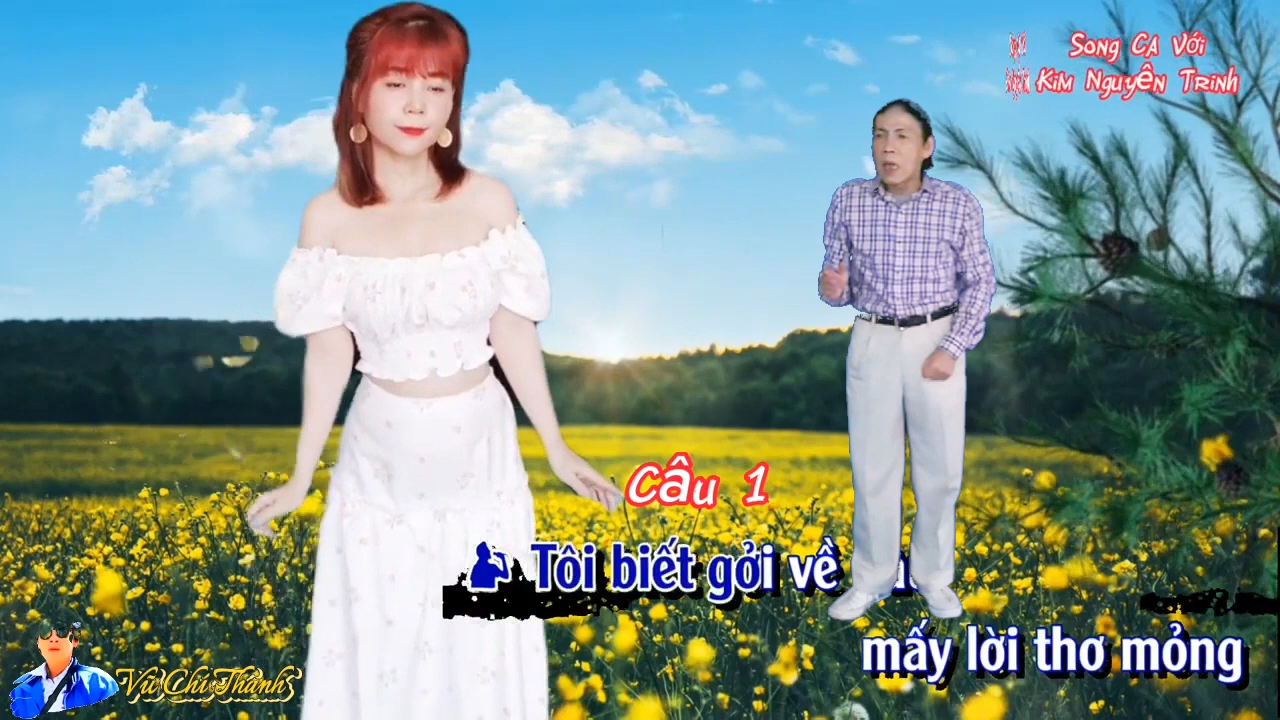 Song Ca Với
Kim Nguyên Trinh
Câu 1
Tôi biết gởi về
mấy lời thơ mỏng
Vũ Chí Thành